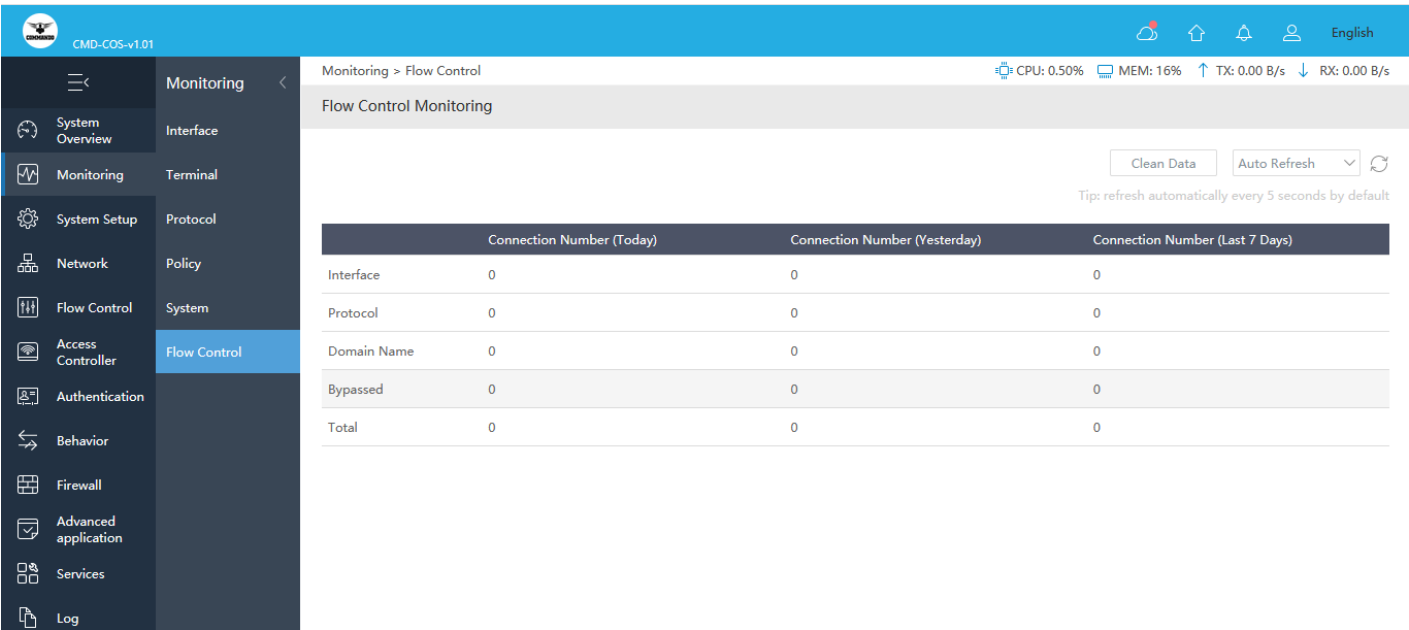 COMMANDO
CMD-COS-v1.01
English
Monitoring
Monitoring > Flow Control
CPU: 0.50% MEM: 16% TX: 0.00 B/s RX: 0.00 B/s
Flow Control Monitoring
System
Overview
Monitoring
System Setup
Network
Flow Control
Access
Controller
Authentication
Behavior
Firewall
Advanced
application
Services
Log
Interface
Terminal
Protocol
Policy
System
Flow Control
Clean Data Auto Refresh
Tip: refresh automatically every 5 seconds by default
Connection Number (Today) Connection Number (Yesterday) Connection Number (Last 7 Days)
Interface 0 0 0
Protocol 0 0 0
Domain Name 0 0 0
Bypassed 0 0 0
Total 0 0 0